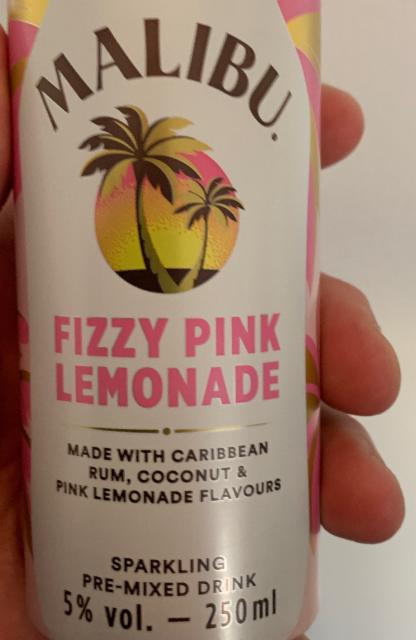 MALIBU.
FIZZY PINK
LEMONADE
MADE WITH CARIBBEAN
RUM, COCONUT &
PINK LEMONADE FLAVOURS
SPARKLING
PRE-MIXED DRINK
5% vol. — 250ml